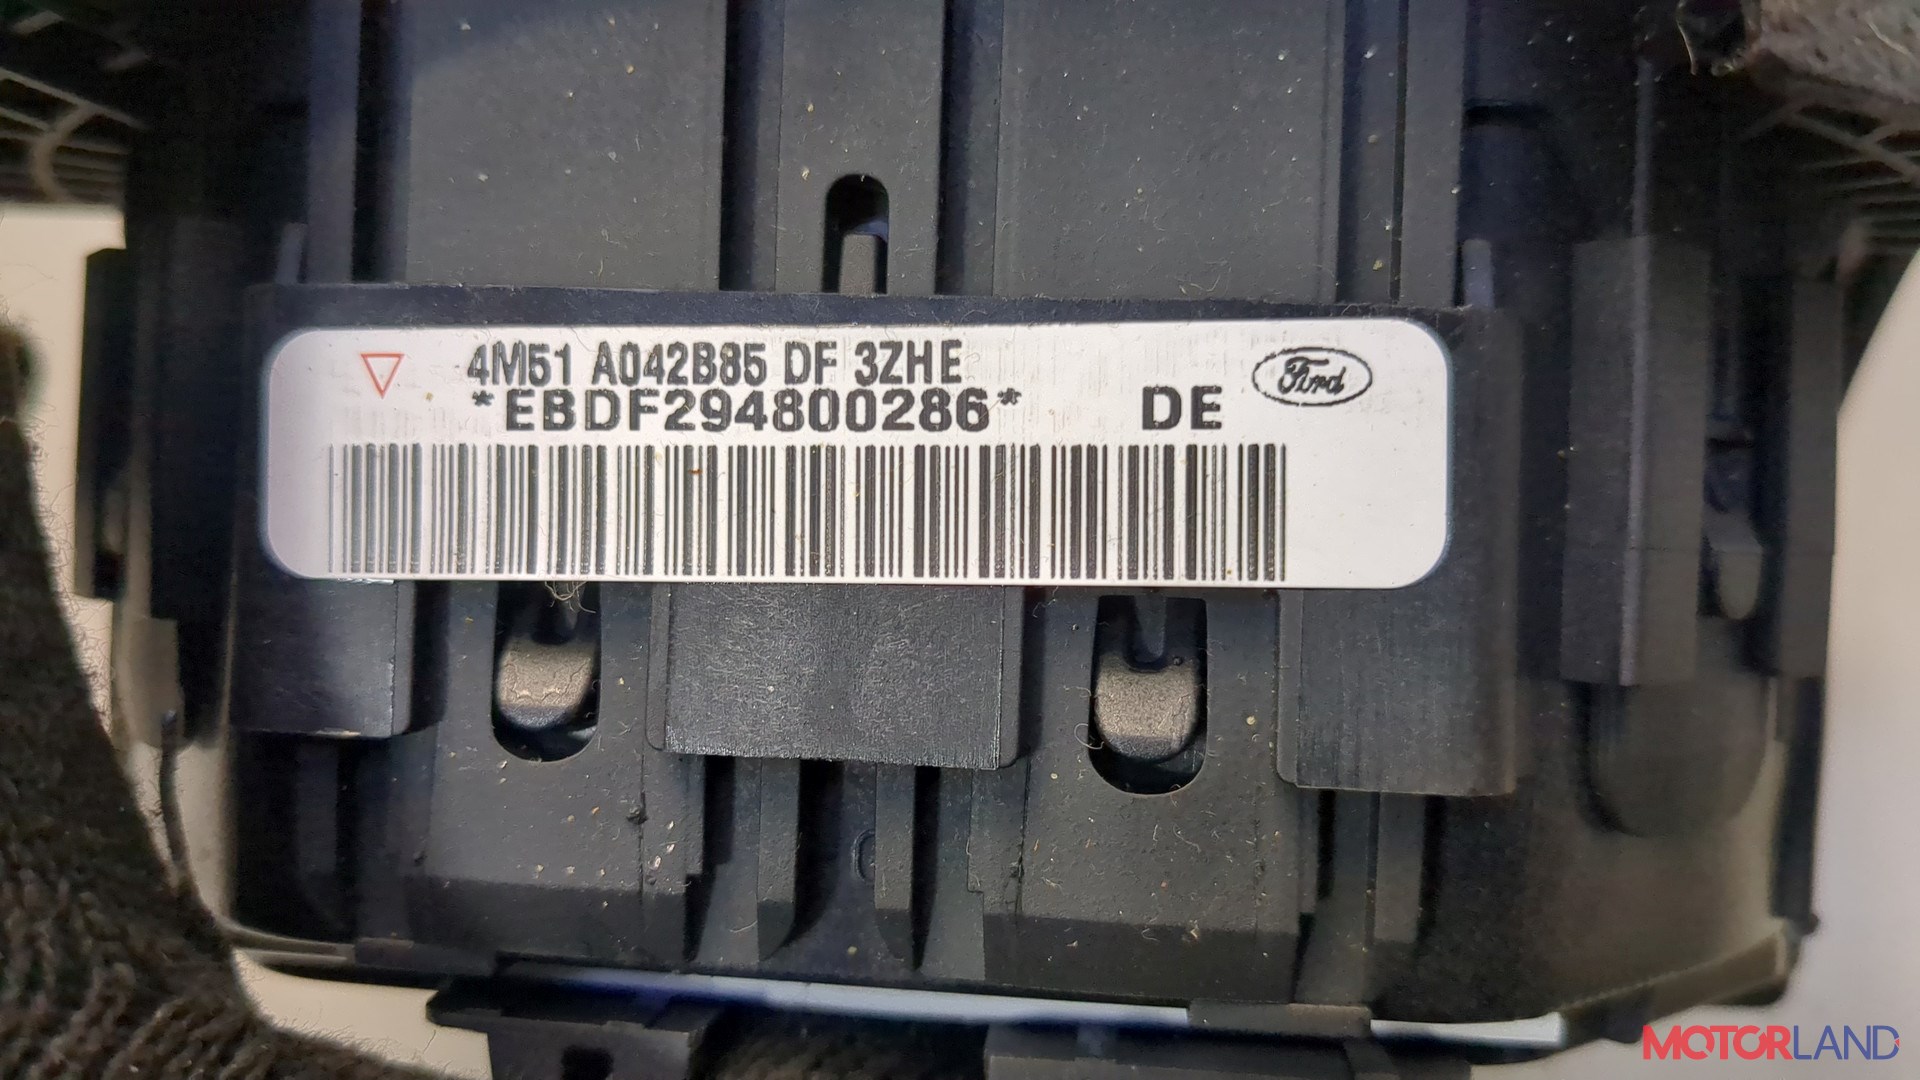 4M51 A042B85 DF 3ZHE
*EBDF294800286* DE
Ford
MOTORLAND